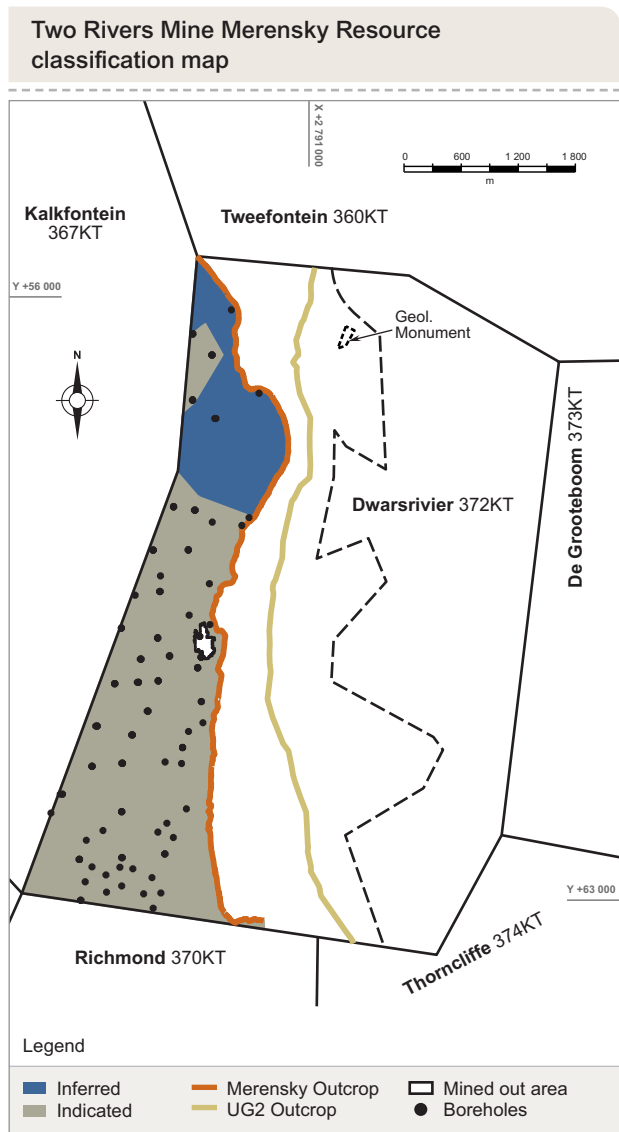 Two Rivers Mine Merensky Resource
classification map
X +2 791 000
0 600 1 200 1 800
m
Kalkfontein
367KT
Tweefontein 360KT
Y +56 000
Geol.
Monument
N
De Grooteboom 373KT
Dwarsrivier 372KT
Y +63 000
Richmond 370KT
Thorncliffe 374KT
Legend
Inferred
Merensky Outcrop
Mined out area
Indicated
UG2 Outcrop
Boreholes